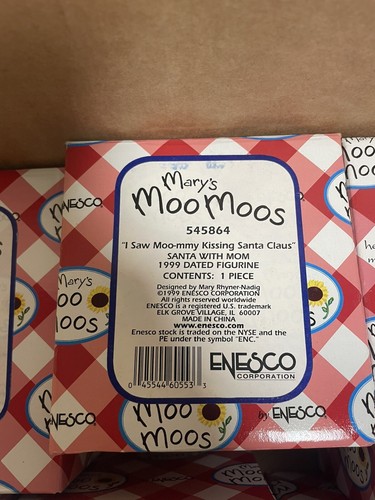 Mary's
MOO MOOS
545864
"I Saw Moo-mmy Kissing Santa Claus"
SANTA WITH MOM
1999 DATED FIGURINE
CONTENTS: 1 PIECE
Designed by Mary Rhyner-Nadig
©1999 ENESCO CORPORATION
All rights reserved worldwide
ENESCO is a registered U.S. trademark
ELK GROVE VILLAGE, IL 60007
MADE IN CHINA
www.enesco.com
Enesco stock is traded on the NYSE and the
PE under the symbol "ENC."
ENESCO
CORPORATION
0 45544 60553 3
ENESCO
Mary's
OO
OOS
MOO
MOOS
by ENESCO
ENESCO